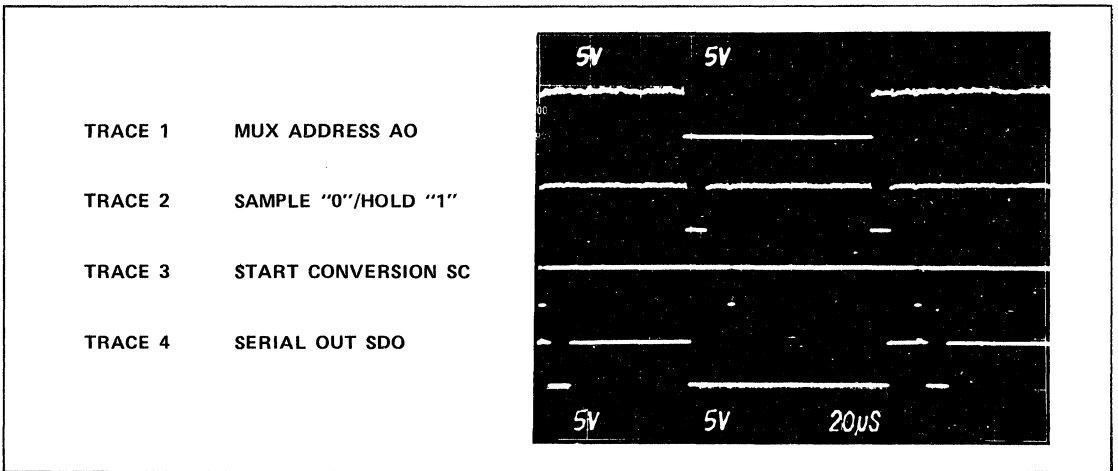 5V 5V
00
TRACE 1 MUX ADDRESS AO
TRACE 2 SAMPLE "0"/HOLD "1"
TRACE 3 START CONVERSION SC
TRACE 4 SERIAL OUT SDO
5V 5V 20µS